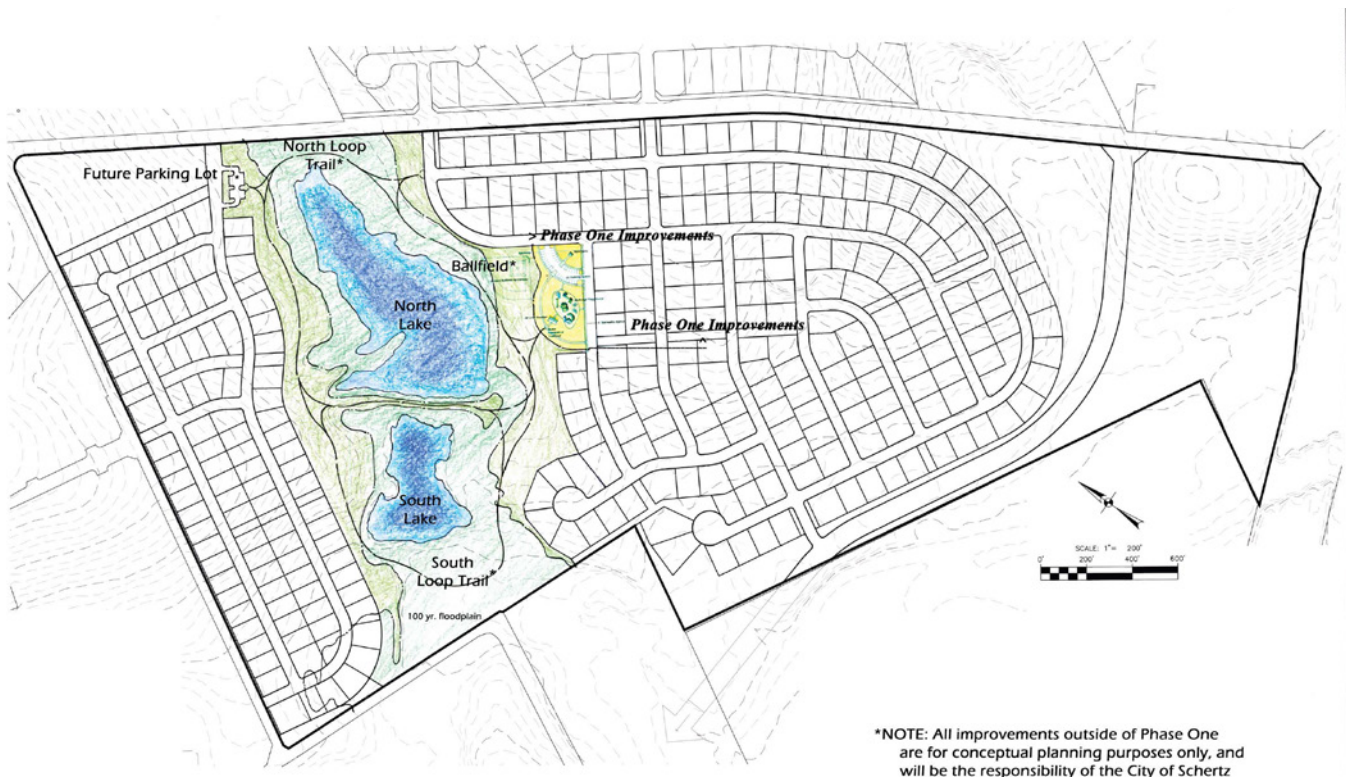 North Loop
Trail*
Future Parking Lot
> Phase One Improvements
Ballfield*
North
Lake
Phase One Improvements
^
South
Lake
South
Loop Trail*
100 yr. floodplain
SCALE: 1"= 200'
0' 200' 400' 600'
*NOTE: All improvements outside of Phase One
are for conceptual planning purposes only, and
will be the responsibility of the City of Schertz